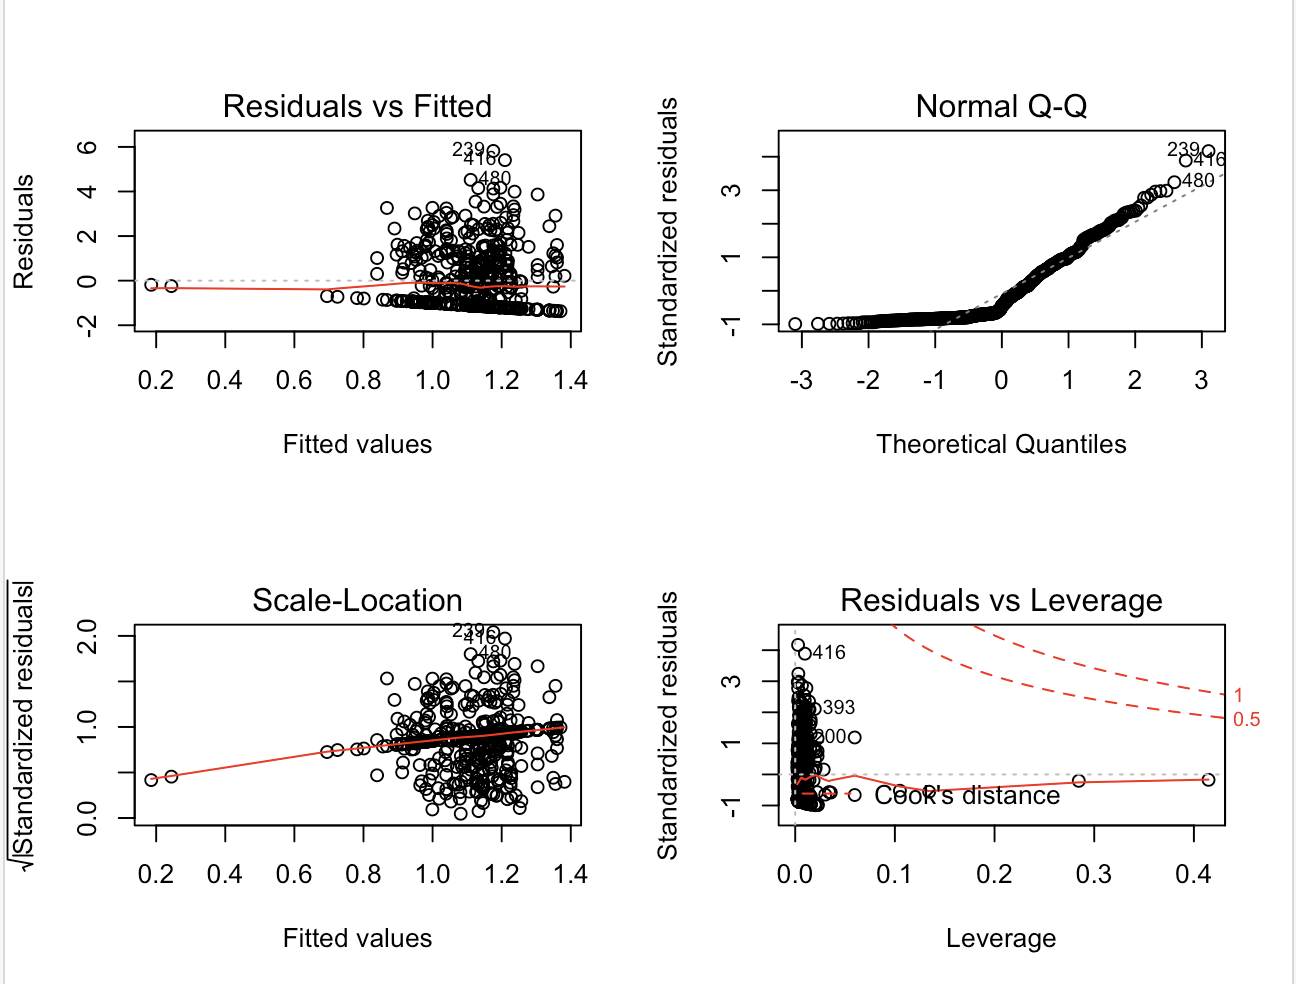 Residuals vs Fitted
Residuals
6
4
2
0
-2
239
416
480
0.2 0.4 0.6 0.8 1.0 1.2 1.4
Fitted values
Normal Q-Q
Standardized residuals
3
1
-1
239
416
480
-3 -2 -1 0 1 2 3
Theoretical Quantiles
Scale-Location
√|Standardized residuals|
2.0
1.0
0.0
239
416
480
0.2 0.4 0.6 0.8 1.0 1.2 1.4
Fitted values
Residuals vs Leverage
Standardized residuals
3
1
-1
416
393
200
1
0.5
Cook's distance
0.0 0.1 0.2 0.3 0.4
Leverage